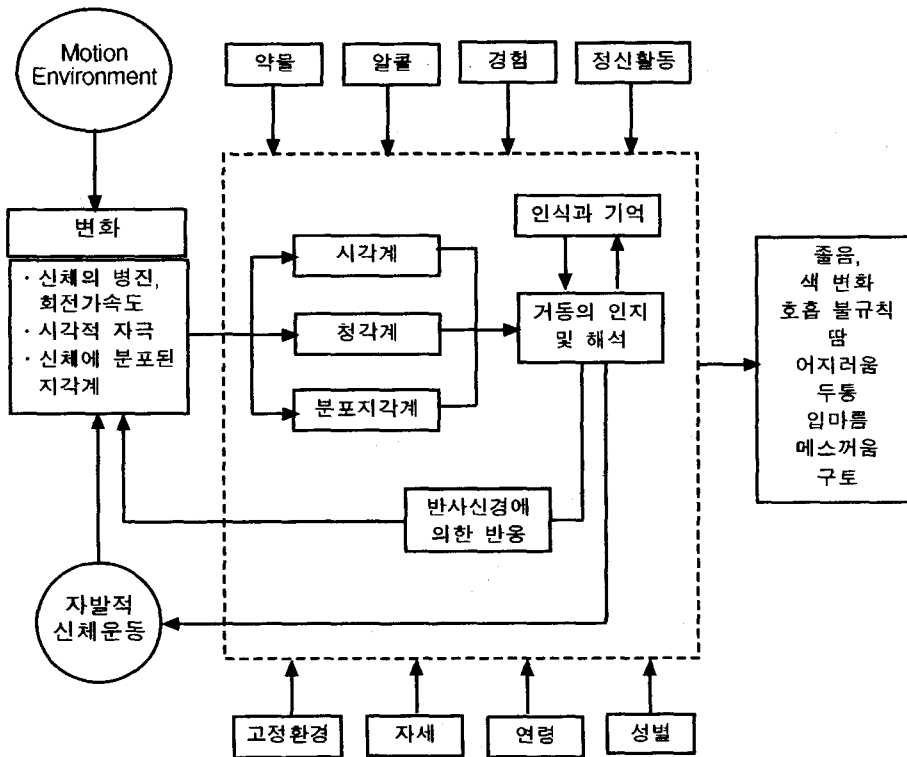 Motion
Environment
약물
알콜
경험
정산활동
변화
· 신체의 병진,
회전가속도
· 시각적 자극
· 신체에 분포된
지각계
시각계
청각계
분포지각계
인식과 기억
거동의 인지
및 해석
반사신경에
의한 반응
자발적
신체운동
졸음,
색 변화
호흡 불규칙
땀
어지러움
두통
입마름
메스꺼움
구토
고정환경
자세
연령
성별